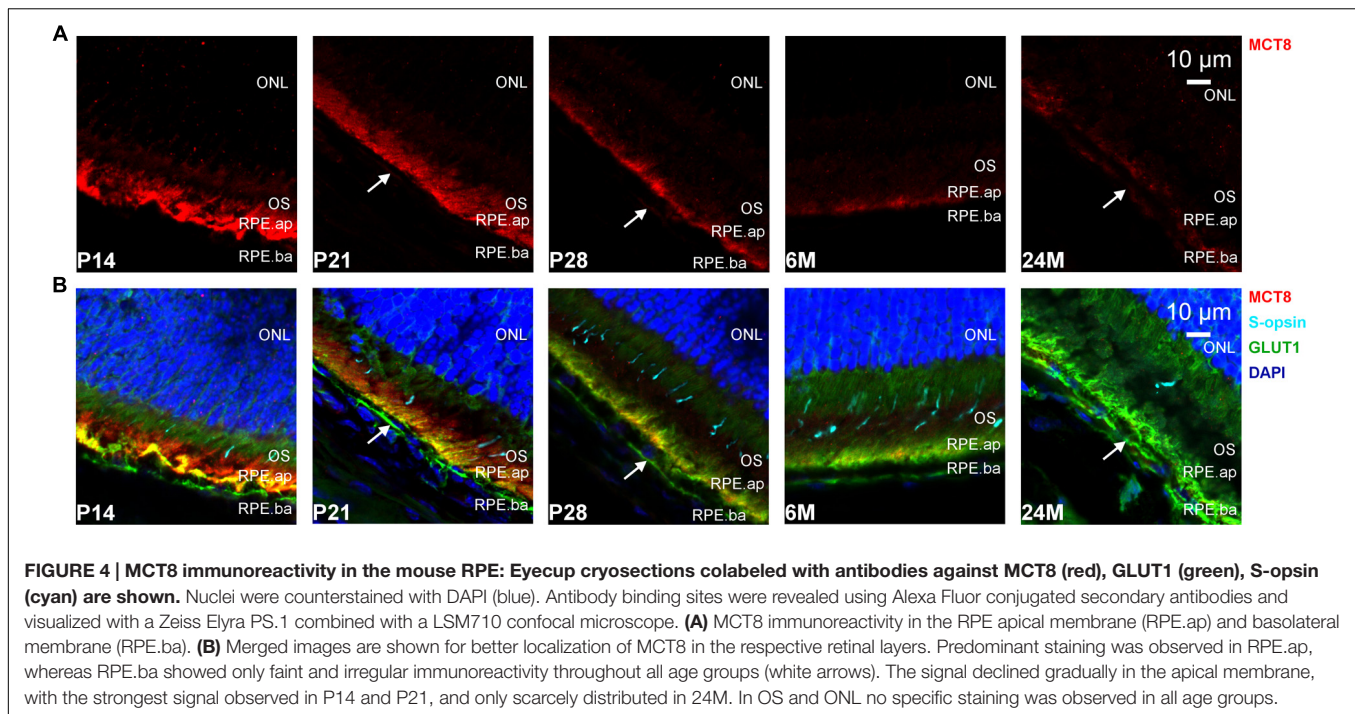 A
MCT8
ONL
ONL
ONL
ONL
10 µm
ONL
OS
RPE.ap
RPE.ba
P14
OS
RPE.ap
RPE.ba
P21
OS
RPE.ap
RPE.ba
P28
OS
RPE.ap
RPE.ba
6M
OS
RPE.ap
RPE.ba
24M
B
MCT8
S-opsin
GLUT1
DAPI
ONL
ONL
ONL
ONL
10 µm
ONL
OS
RPE.ap
RPE.ba
P14
OS
RPE.ap
RPE.ba
P21
OS
RPE.ap
RPE.ba
P28
OS
RPE.ap
RPE.ba
6M
OS
RPE.ap
RPE.ba
24M
FIGURE 4 | MCT8 immunoreactivity in the mouse RPE: Eyecup cryosections colabeled with antibodies against MCT8 (red), GLUT1 (green), S-opsin
(cyan) are shown. Nuclei were counterstained with DAPI (blue). Antibody binding sites were revealed using Alexa Fluor conjugated secondary antibodies and
visualized with a Zeiss Elyra PS.1 combined with a LSM710 confocal microscope. (A) MCT8 immunoreactivity in the RPE apical membrane (RPE.ap) and basolateral
membrane (RPE.ba). (B) Merged images are shown for better localization of MCT8 in the respective retinal layers. Predominant staining was observed in RPE.ap,
whereas RPE.ba showed only faint and irregular immunoreactivity throughout all age groups (white arrows). The signal declined gradually in the apical membrane,
with the strongest signal observed in P14 and P21, and only scarcely distributed in 24M. In OS and ONL no specific staining was observed in all age groups.